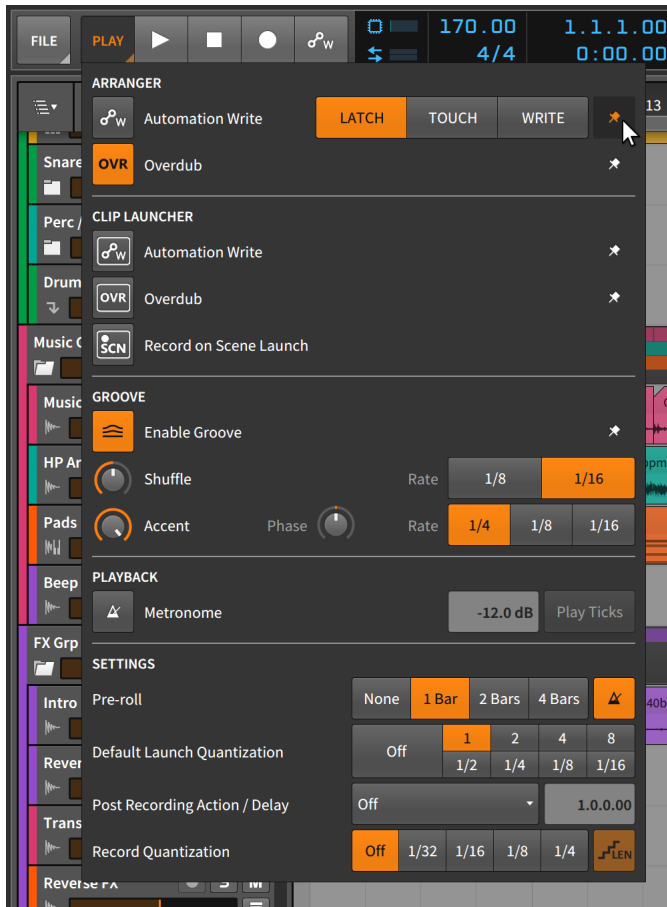 FILE PLAY W 170.00 1.1.1.00
4/4 0:00.00
ARRANGER
W Automation Write LATCH TOUCH WRITE
13
OVR Overdub
Snare
CLIP LAUNCHER
Perc /
W Automation Write
Drum
OVR Overdub
Music G
SCN Record on Scene Launch
GROOVE
Music
Enable Groove
HP Ar
Shuffle Rate 1/8 1/16
Pads
Accent Phase Rate 1/4 1/8 1/16
PLAYBACK
Beep
Metronome -12.0 dB Play Ticks
FX Grp
SETTINGS
Intro
Pre-roll None 1 Bar 2 Bars 4 Bars
40b
Default Launch Quantization Off 1 2 4 8
1/2 1/4 1/8 1/16
Rever
Post Recording Action / Delay Off 1.0.0.00
Trans
Record Quantization Off 1/32 1/16 1/8 1/4 LEN
Reverse FX S M